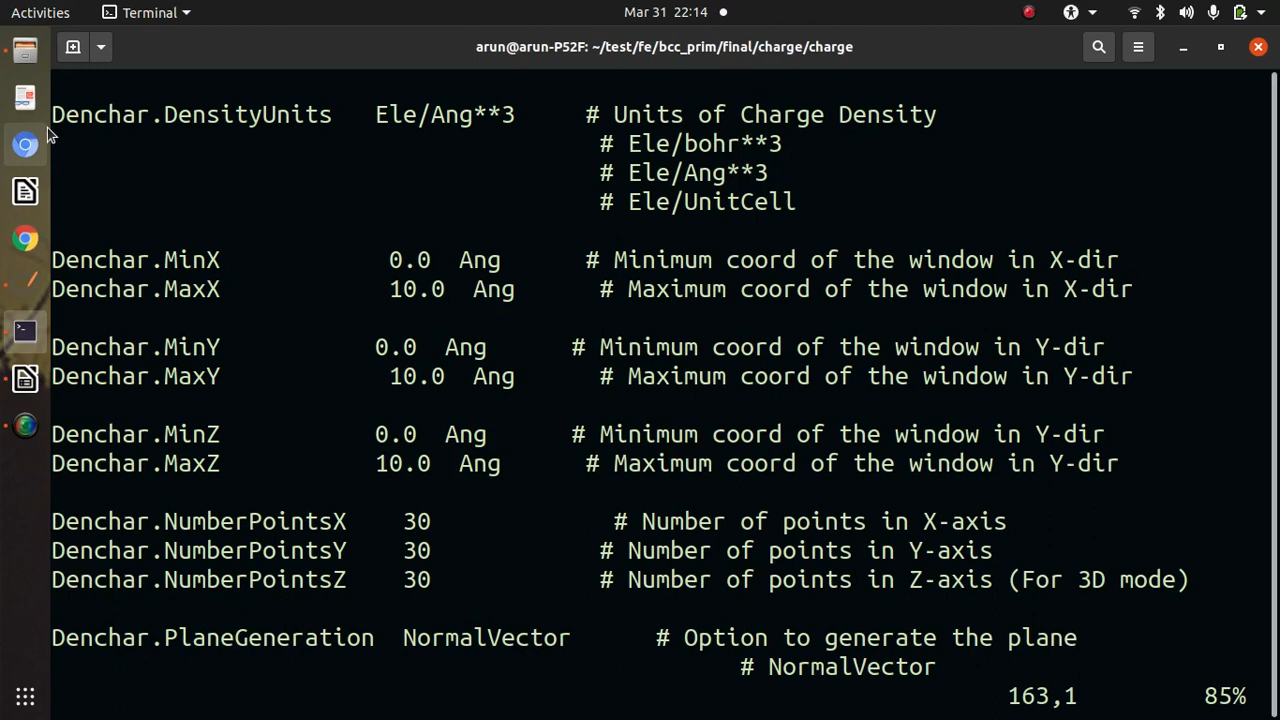 Activities Terminal Mar 31 22:14
arun@arun-P52F: ~/test/fe/bcc_prim/final/charge/charge
Denchar.DensityUnits Ele/Ang**3 # Units of Charge Density
# Ele/bohr**3
# Ele/Ang**3
# Ele/UnitCell
Denchar.MinX 0.0 Ang # Minimum coord of the window in X-dir
Denchar.MaxX 10.0 Ang # Maximum coord of the window in X-dir
Denchar.MinY 0.0 Ang # Minimum coord of the window in Y-dir
Denchar.MaxY 10.0 Ang # Maximum coord of the window in Y-dir
Denchar.MinZ 0.0 Ang # Minimum coord of the window in Y-dir
Denchar.MaxZ 10.0 Ang # Maximum coord of the window in Y-dir
Denchar.NumberPointsX 30 # Number of points in X-axis
Denchar.NumberPointsY 30 # Number of points in Y-axis
Denchar.NumberPointsZ 30 # Number of points in Z-axis (For 3D mode)
Denchar.PlaneGeneration NormalVector # Option to generate the plane
# NormalVector
163,1 85%